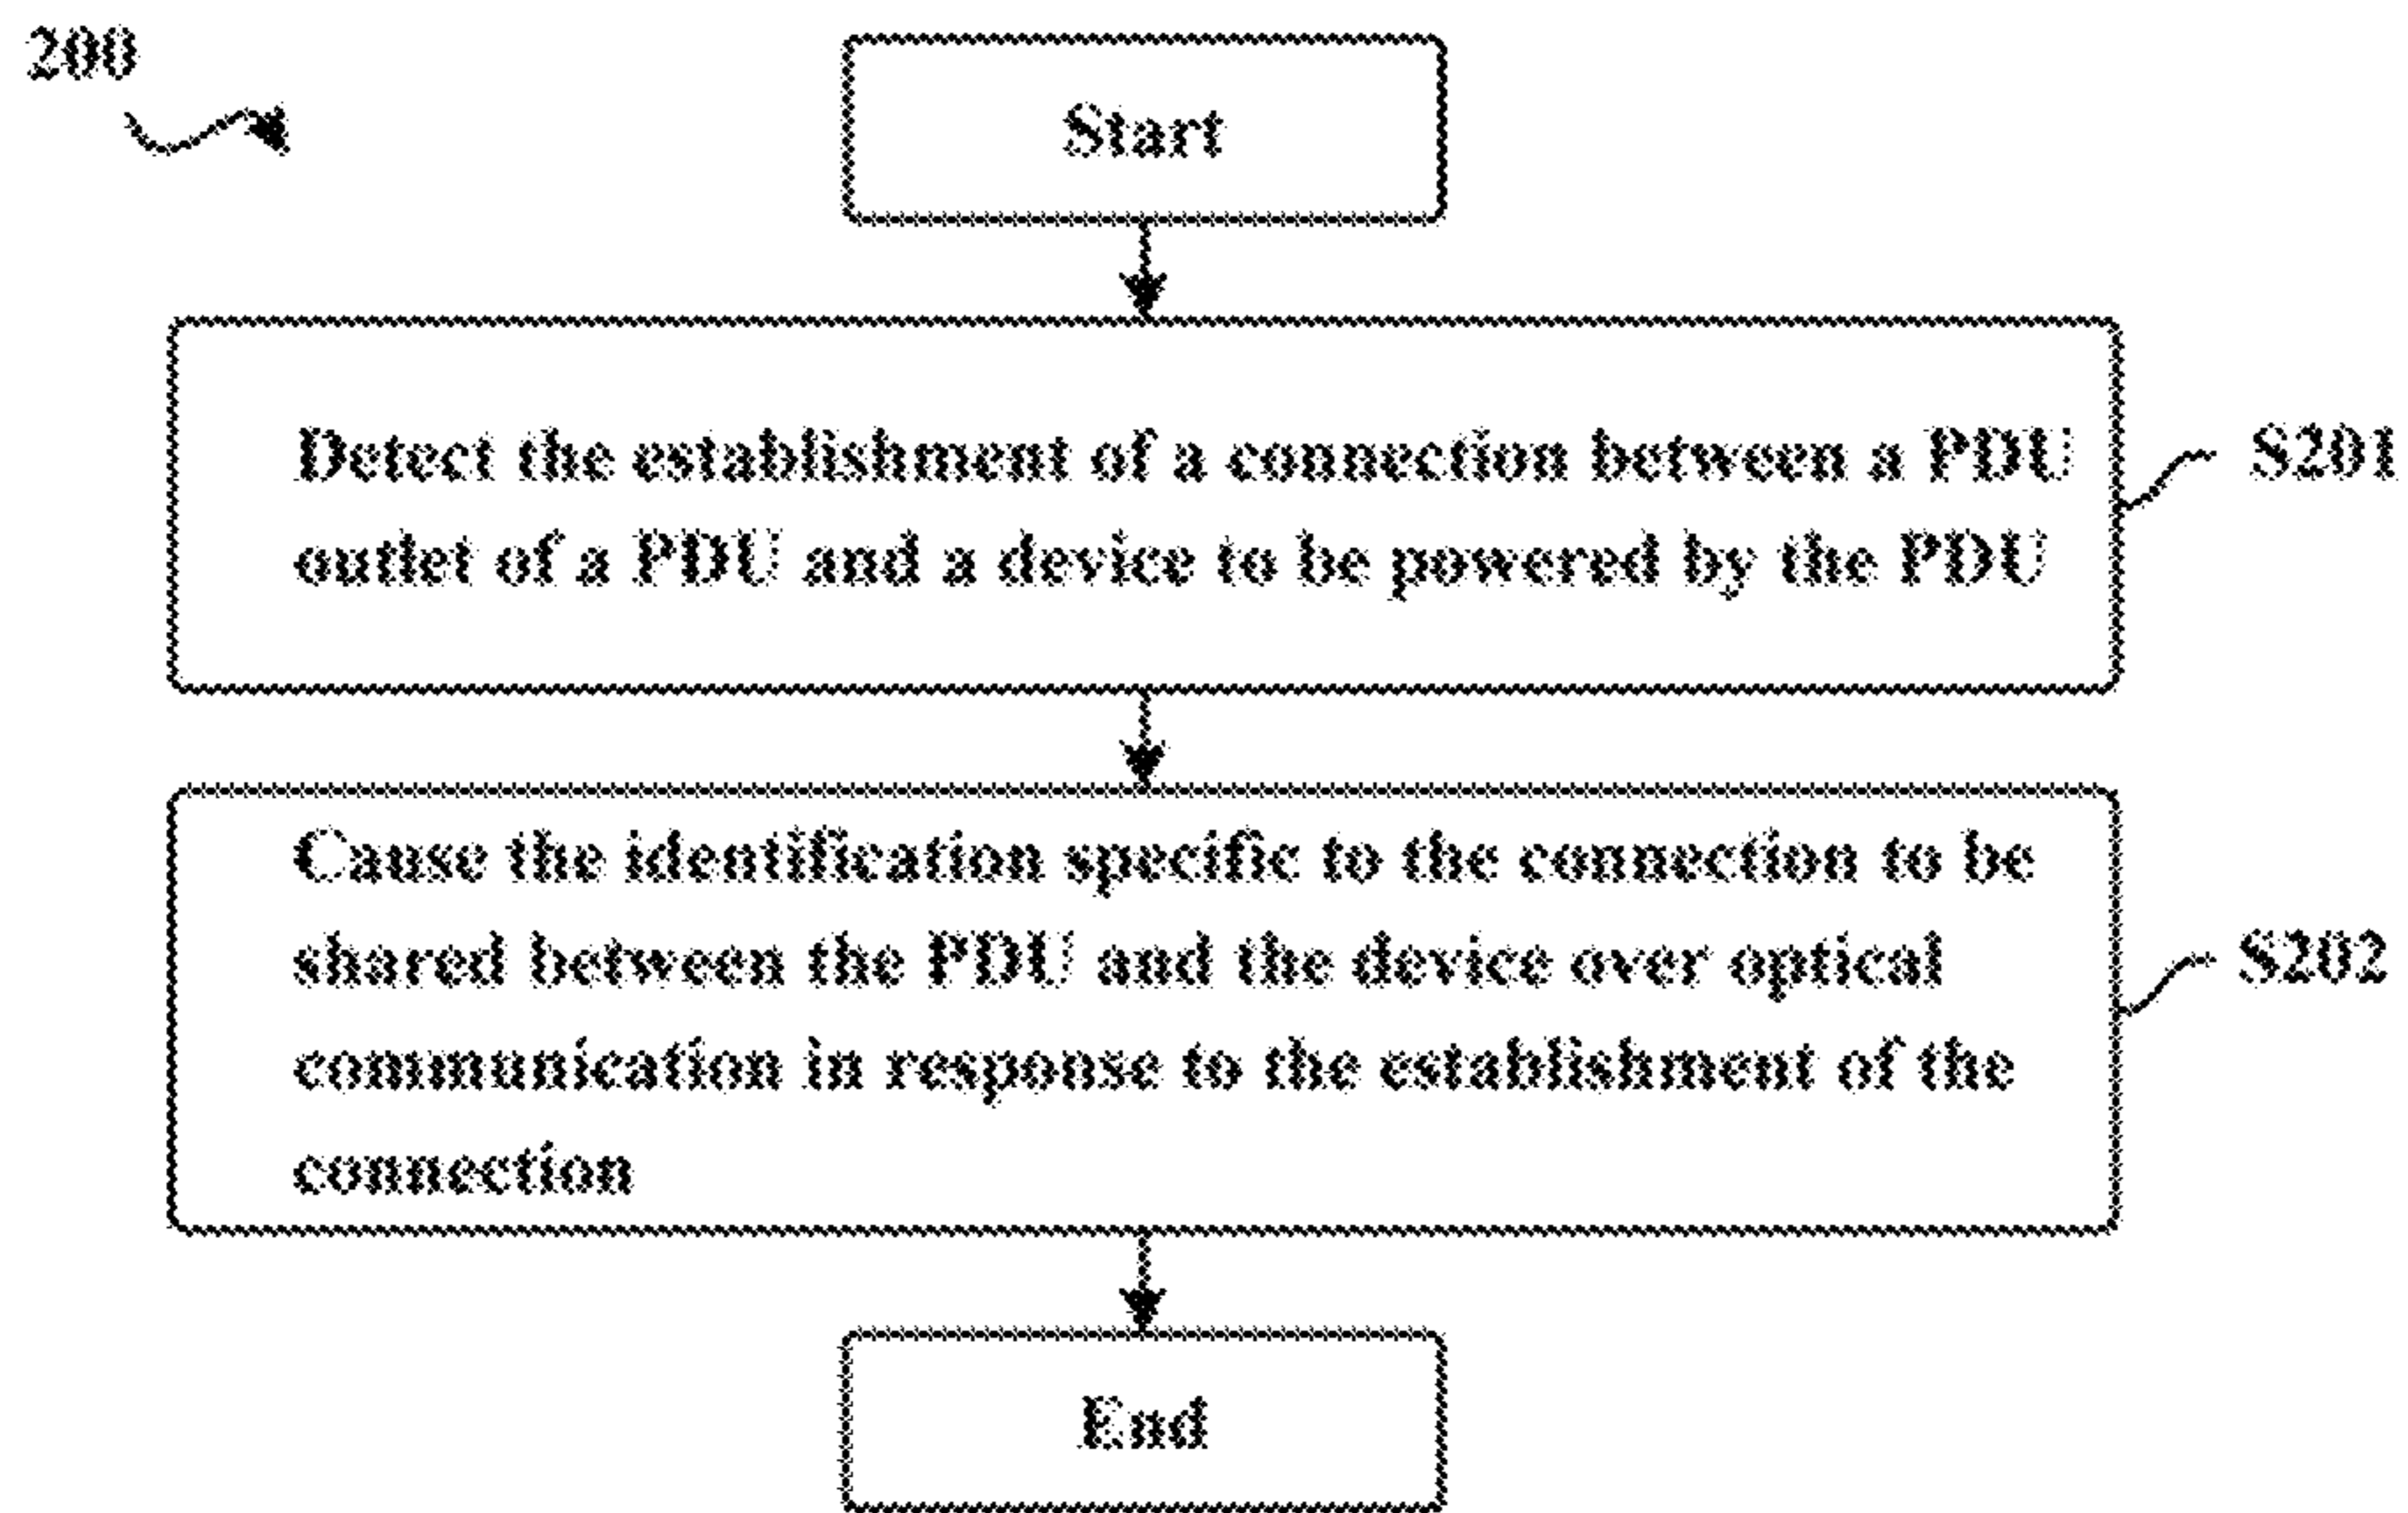 200
Start
Detect the establishment of a connection between a PDU
outlet of a PDU and a device to be powered by the PDU
S201
Cause the identification specific to the connection to be
shared between the PDU and the device over optical
communication in response to the establishment of the
connection
S202
End